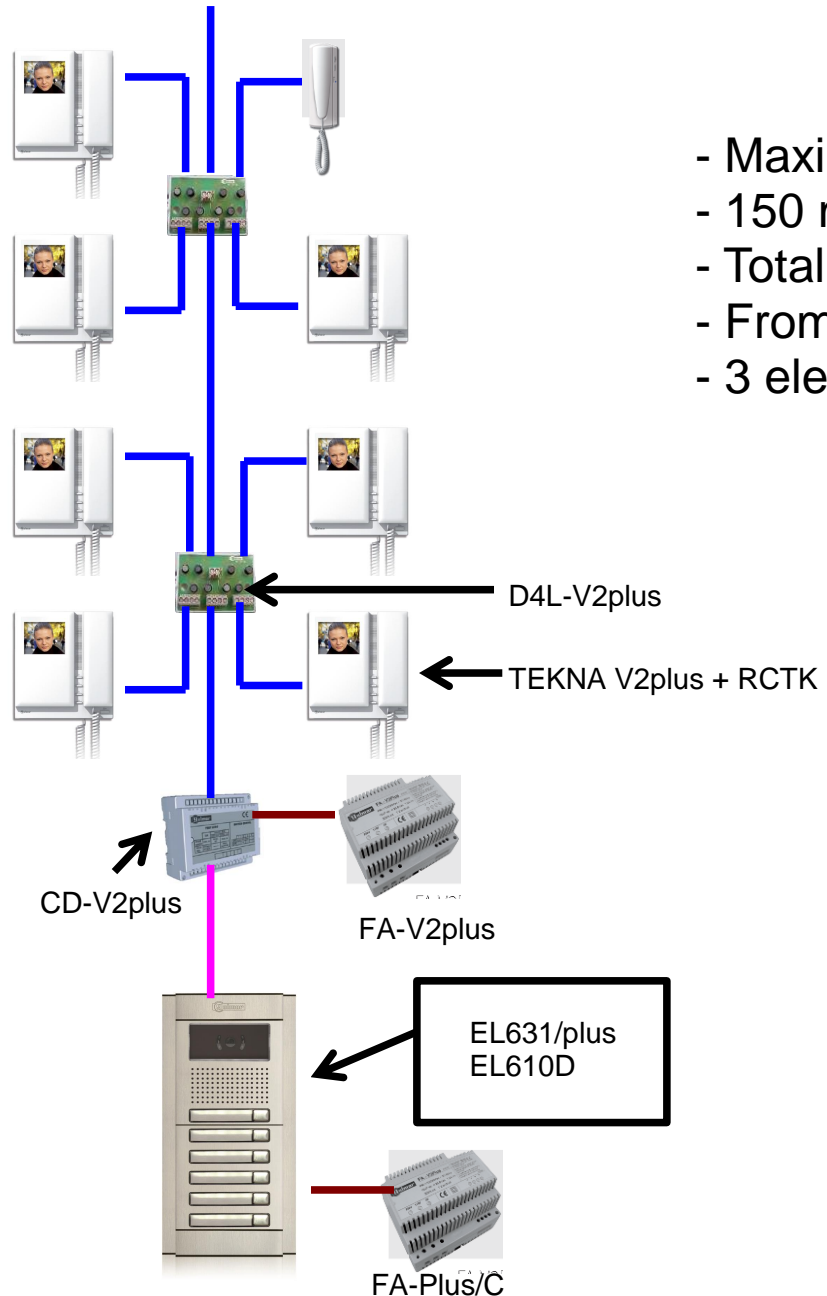 - Maxi
- 150 r
- Total
- From
- 3 ele
D4L-V2plus
TEKNA V2plus + RCTK
CD-V2plus
FA-V2plus
EL631/plus
EL610D
FA-Plus/C